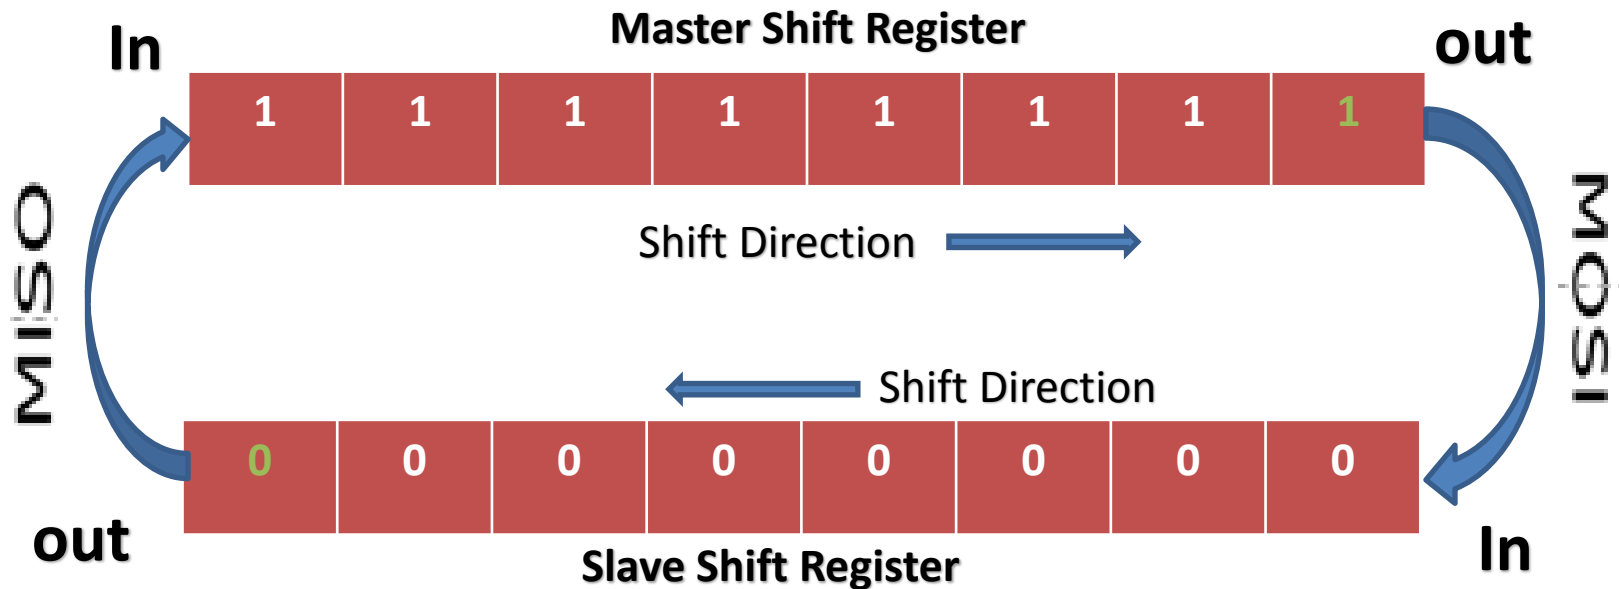 Master Shift Register
In
out
1 1 1 1 1 1 1 1
MISO
MOSI
Shift Direction
Shift Direction
0 0 0 0 0 0 0 0
out
In
Slave Shift Register